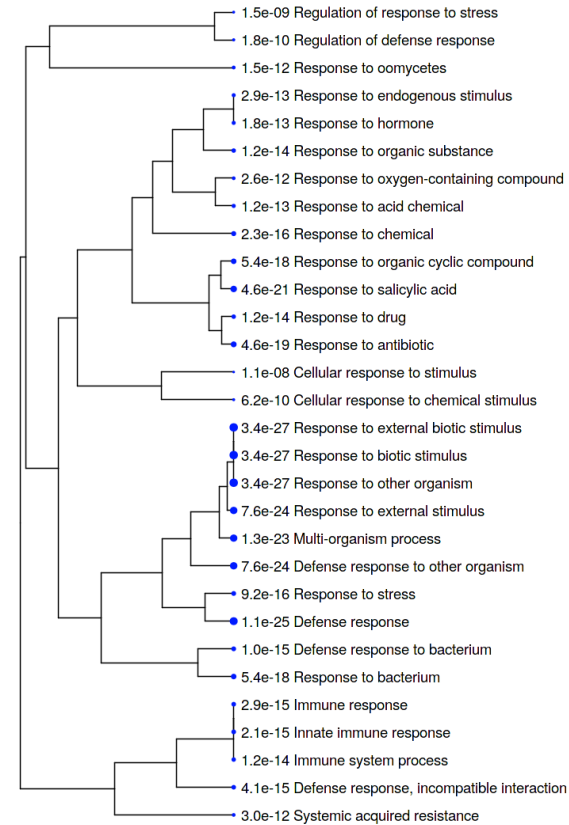 1.5e-09 Regulation of response to stress
1.8e-10 Regulation of defense response
1.5e-12 Response to oomycetes
2.9e-13 Response to endogenous stimulus
1.8e-13 Response to hormone
1.2e-14 Response to organic substance
2.6e-12 Response to oxygen-containing compound
1.2e-13 Response to acid chemical
2.3e-16 Response to chemical
5.4e-18 Response to organic cyclic compound
4.6e-21 Response to salicylic acid
1.2e-14 Response to drug
4.6e-19 Response to antibiotic
1.1e-08 Cellular response to stimulus
6.2e-10 Cellular response to chemical stimulus
3.4e-27 Response to external biotic stimulus
3.4e-27 Response to biotic stimulus
3.4e-27 Response to other organism
7.6e-24 Response to external stimulus
1.3e-23 Multi-organism process
7.6e-24 Defense response to other organism
9.2e-16 Response to stress
1.1e-25 Defense response
1.0e-15 Defense response to bacterium
5.4e-18 Response to bacterium
2.9e-15 Immune response
2.1e-15 Innate immune response
1.2e-14 Immune system process
4.1e-15 Defense response, incompatible interaction
3.0e-12 Systemic acquired resistance